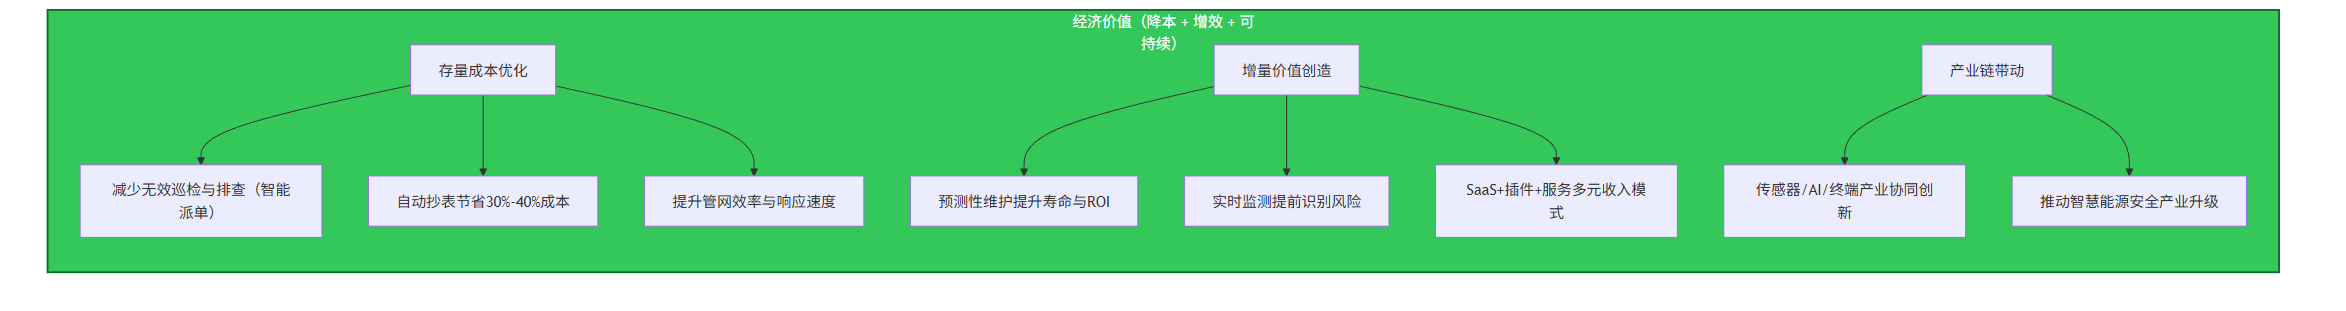 经济价值（降本 + 增效 + 可
持续）
存量成本优化
增量价值创造
产业链带动
减少无效巡检与排查（智能
派单）
自动抄表节省30%-40%成本
提升管网效率与响应速度
预测性维护提升寿命与ROI
实时监测提前识别风险
SaaS+插件+服务多元收入模
式
传感器/AI/终端产业协同创
新
推动智慧能源安全产业升级